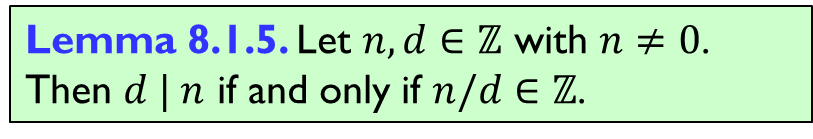 Lemma 8.1.5. Let n, d ∈ ℤ with n ≠ 0.
Then d | n if and only if n/d ∈ ℤ.